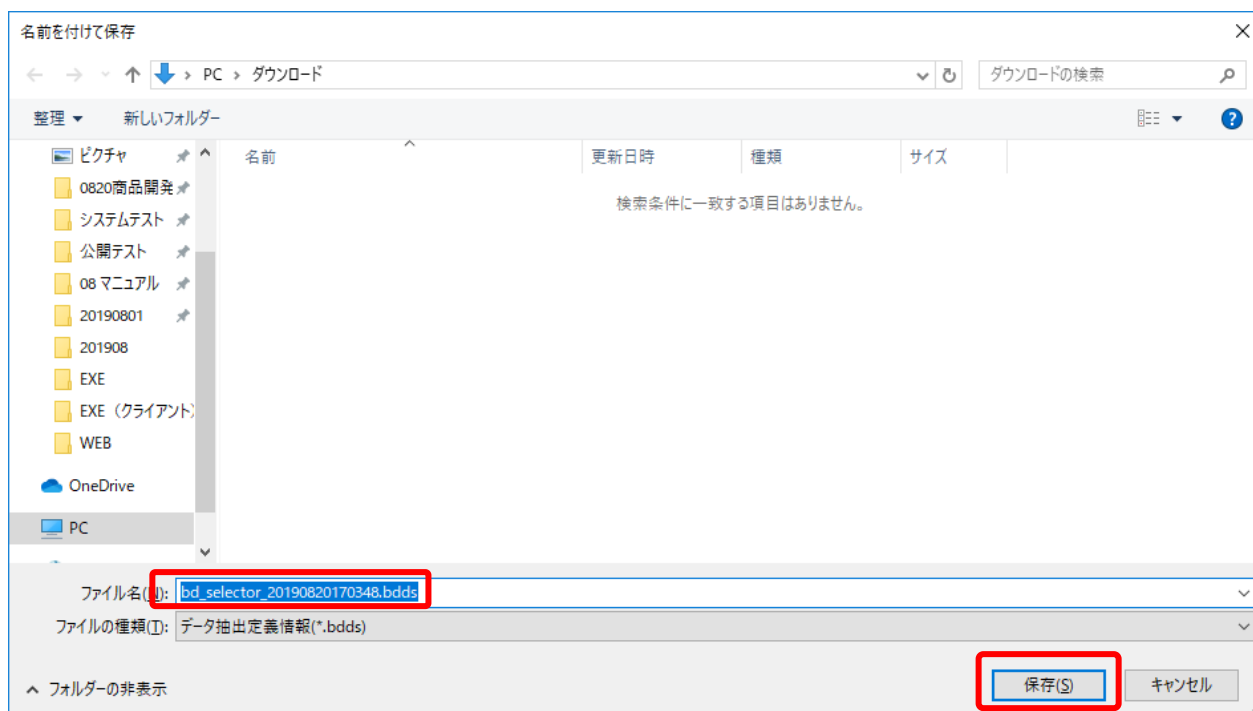 名前を付けて保存
PC › ダウンロード
ダウンロードの検索
整理
新しいフォルダー
名前
更新日時
種類
サイズ
検索条件に一致する項目はありません。
ピクチャ
0820商品開発
システムテスト
公開テスト
08 マニュアル
20190801
201908
EXE
EXE（クライアント）
WEB
OneDrive
PC
ファイル名(N): bd_selector_20190820170348.bdds
ファイルの種類(T): データ抽出定義情報(*.bdds)
フォルダーの非表示
保存(S)
キャンセル